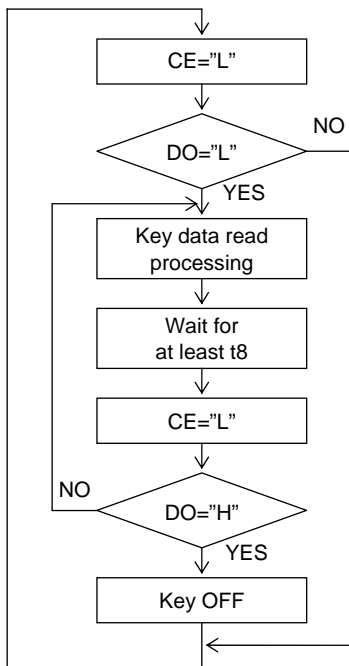 CE=”L”
NO
DO=”L”
YES
Key data read
processing
Wait for
at least t8
CE=”L”
NO
DO=”H”
YES
Key OFF